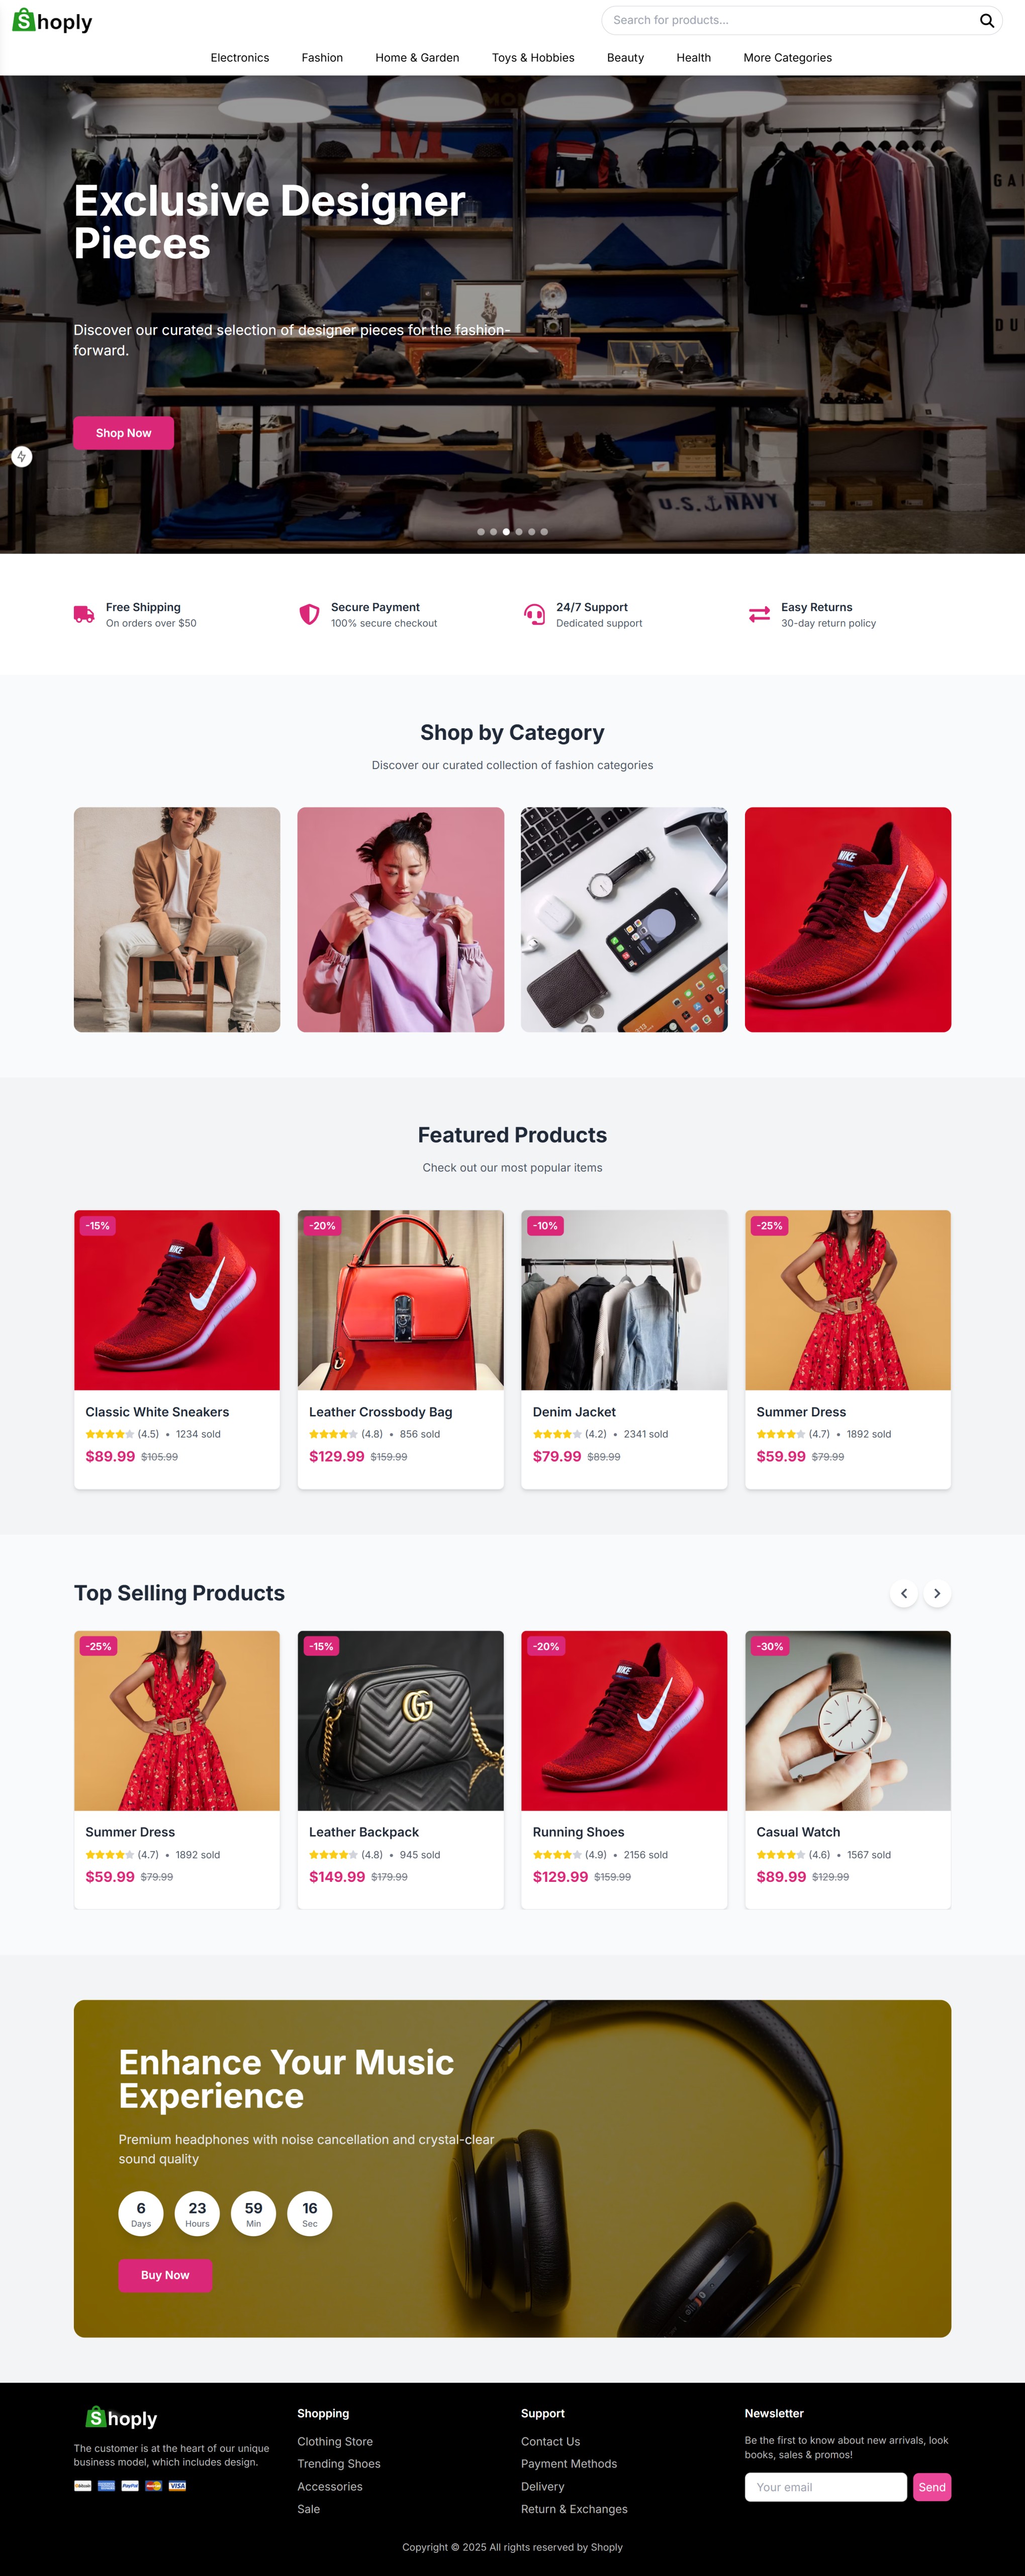 Shoply
Search for products...
Electronics Fashion Home & Garden Toys & Hobbies Beauty Health More Categories
Exclusive Designer
Pieces
Discover our curated selection of designer pieces for the fashion-
forward.
Shop Now
U.S. NAVY
Free Shipping
On orders over $50
Secure Payment
100% secure checkout
24/7 Support
Dedicated support
Easy Returns
30-day return policy
Shop by Category
Discover our curated collection of fashion categories
NIKE
Featured Products
Check out our most popular items
-15%
NIKE
Classic White Sneakers
(4.5) • 1234 sold
$89.99 $105.99
-20%
Leather Crossbody Bag
(4.8) • 856 sold
$129.99 $159.99
-10%
Denim Jacket
(4.2) • 2341 sold
$79.99 $89.99
-25%
Summer Dress
(4.7) • 1892 sold
$59.99 $79.99
Top Selling Products
-25%
Summer Dress
(4.7) • 1892 sold
$59.99 $79.99
-15%
Leather Backpack
(4.8) • 945 sold
$149.99 $179.99
-20%
NIKE
Running Shoes
(4.9) • 2156 sold
$129.99 $159.99
-30%
Casual Watch
(4.6) • 1567 sold
$89.99 $129.99
Enhance Your Music
Experience
Premium headphones with noise cancellation and crystal-clear
sound quality
6 Days
23 Hours
59 Min
16 Sec
Buy Now
Shoply
The customer is at the heart of our unique
business model, which includes design.
PayPal
VISA
Shopping
Clothing Store
Trending Shoes
Accessories
Sale
Support
Contact Us
Payment Methods
Delivery
Return & Exchanges
Newsletter
Be the first to know about new arrivals, look
books, sales & promos!
Your email
Send
Copyright © 2025 All rights reserved by Shoply